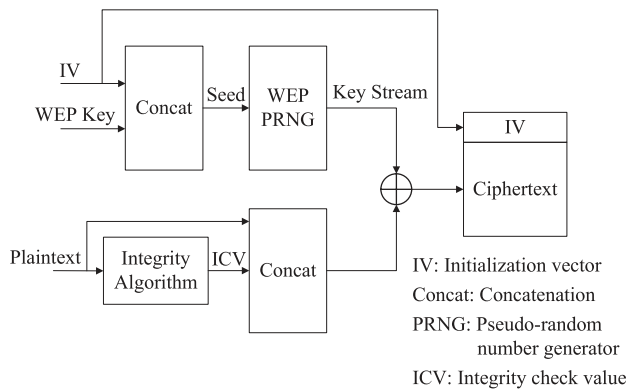 IV
WEP Key
Concat
Seed
WEP
PRNG
Key Stream
IV
Ciphertext
Plaintext
Integrity
Algorithm
ICV
Concat
IV: Initialization vector
Concat: Concatenation
PRNG: Pseudo-random
number generator
ICV: Integrity check value